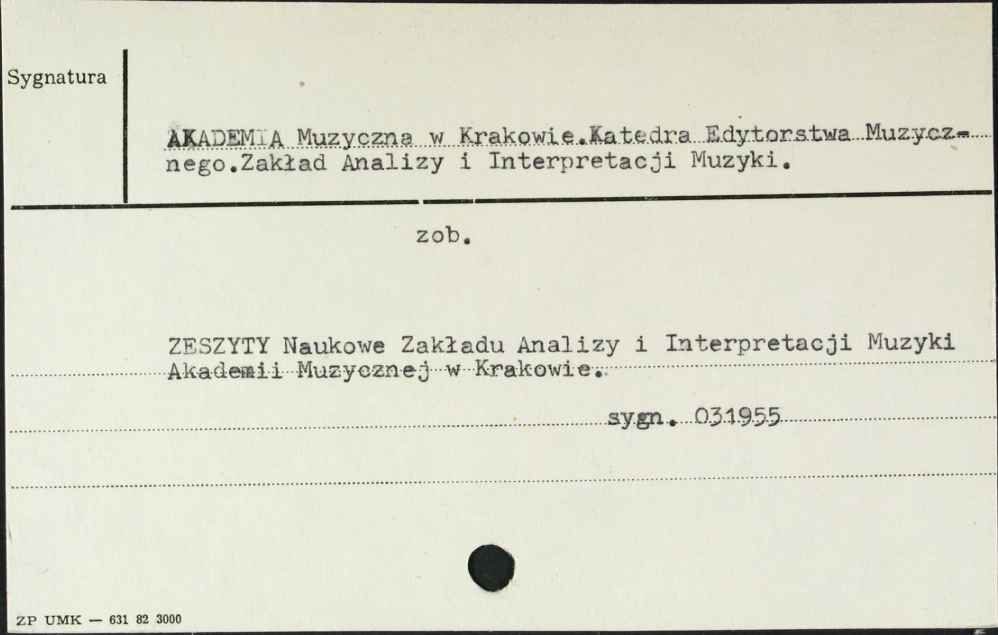 Sygnatura
AKADEMIA Muzyczna w Krakowie.Katedra Edytorstwa Muzycz=
nego.Zakład Analizy i Interpretacji Muzyki.
zob.
ZESZYTY Naukowe Zakładu Analizy i Interpretacji Muzyki
Akademii Muzycznej w Krakowie.
sygn. 031955
ZP UMK — 631 82 3000